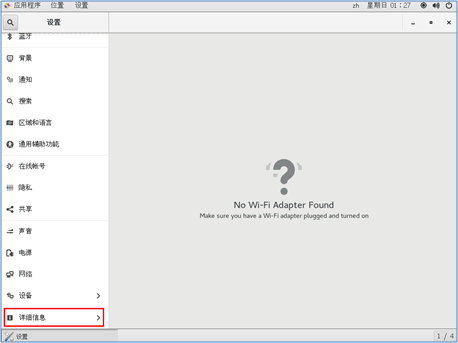 应用程序 位置 设置 zh 星期日 01:27
设置
蓝牙
背景
通知
搜索
区域和语言
通用辅助功能
在线帐号
隐私
共享
声音
电源
网络
设备
详细信息
No Wi-Fi Adapter Found
Make sure you have a Wi-Fi adapter plugged and turned on
设置 1 / 4